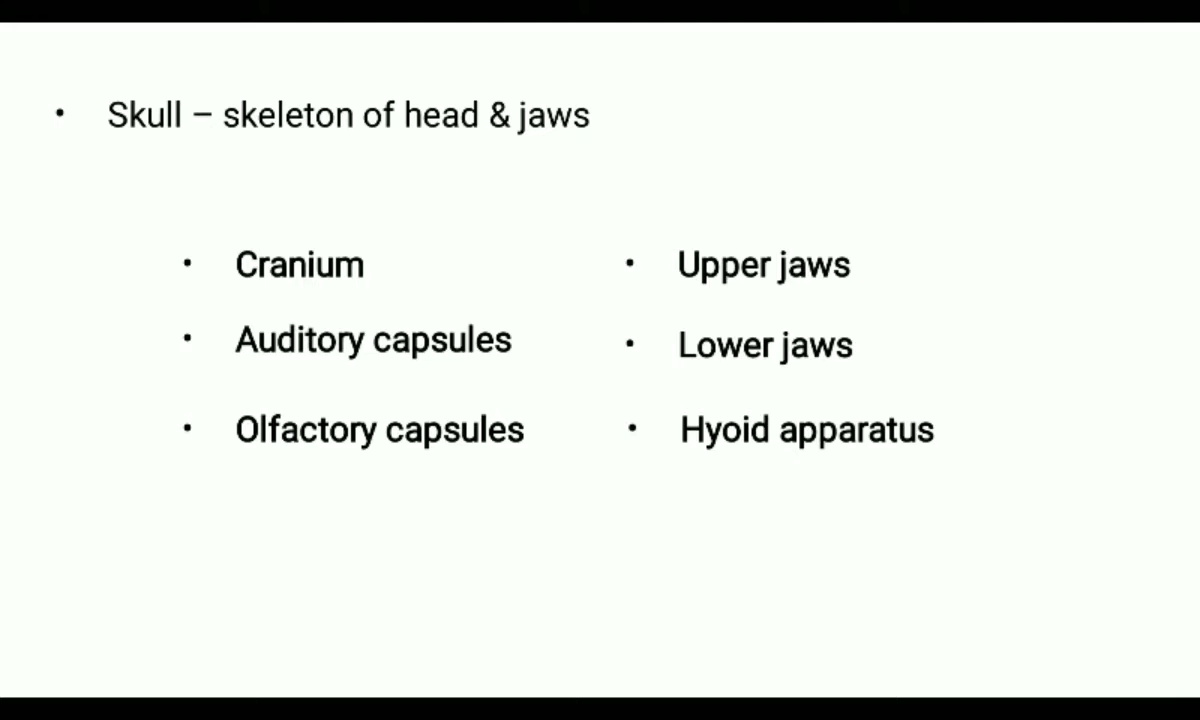 • Skull – skeleton of head & jaws
• Cranium
• Auditory capsules
• Olfactory capsules
• Upper jaws
• Lower jaws
• Hyoid apparatus